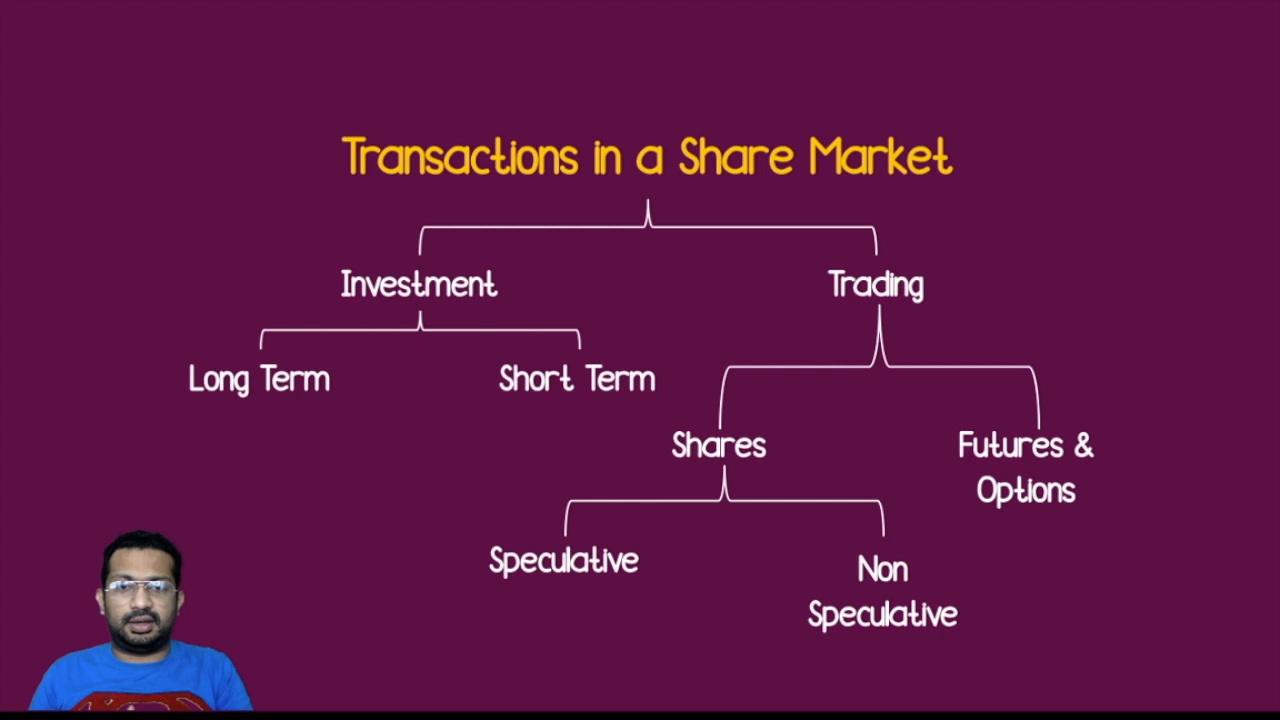 Transactions in a Share Market
Investment
Trading
Long Term
Short Term
Shares
Futures &
Options
Speculative
Non
Speculative